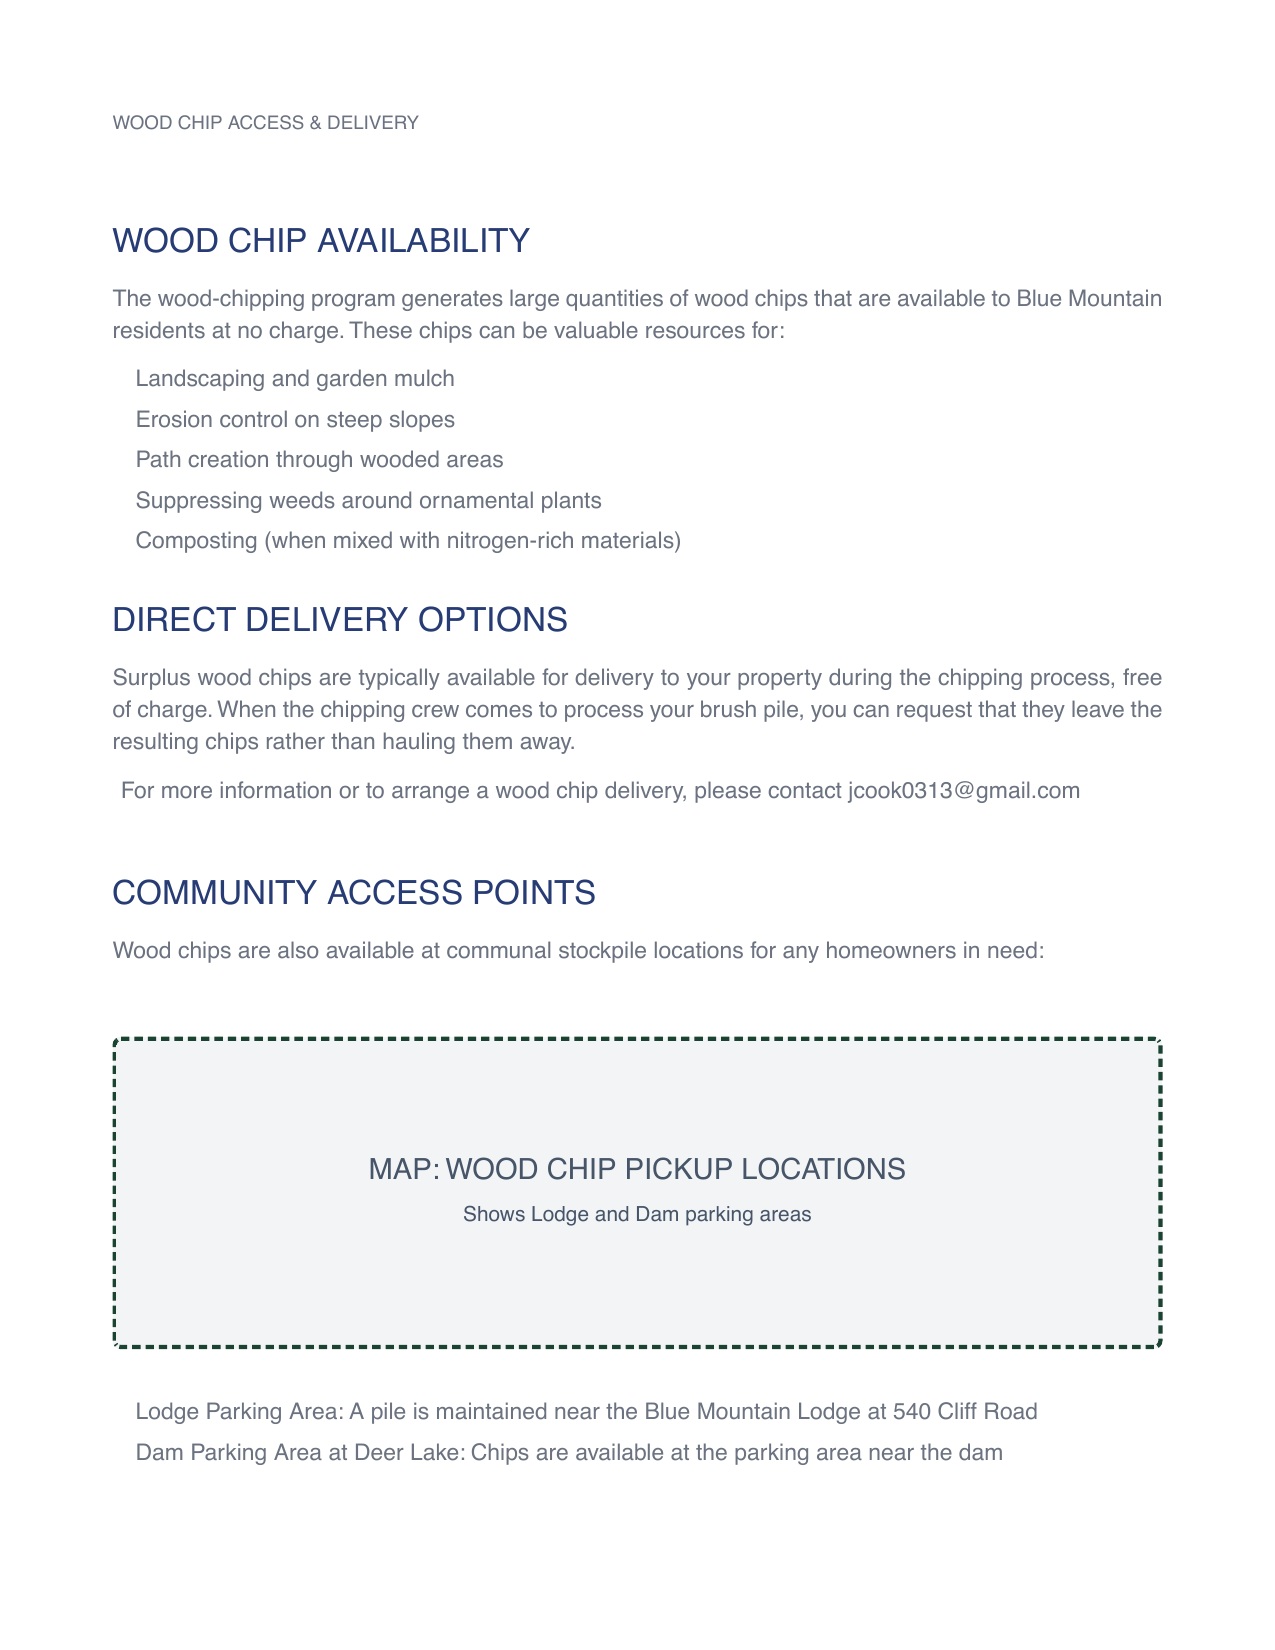 WOOD CHIP ACCESS & DELIVERY
WOOD CHIP AVAILABILITY
The wood-chipping program generates large quantities of wood chips that are available to Blue Mountain
residents at no charge. These chips can be valuable resources for:
Landscaping and garden mulch
Erosion control on steep slopes
Path creation through wooded areas
Suppressing weeds around ornamental plants
Composting (when mixed with nitrogen-rich materials)
DIRECT DELIVERY OPTIONS
Surplus wood chips are typically available for delivery to your property during the chipping process, free
of charge. When the chipping crew comes to process your brush pile, you can request that they leave the
resulting chips rather than hauling them away.
For more information or to arrange a wood chip delivery, please contact jcook0313@gmail.com
COMMUNITY ACCESS POINTS
Wood chips are also available at communal stockpile locations for any homeowners in need:
MAP: WOOD CHIP PICKUP LOCATIONS
Shows Lodge and Dam parking areas
Lodge Parking Area: A pile is maintained near the Blue Mountain Lodge at 540 Cliff Road
Dam Parking Area at Deer Lake: Chips are available at the parking area near the dam